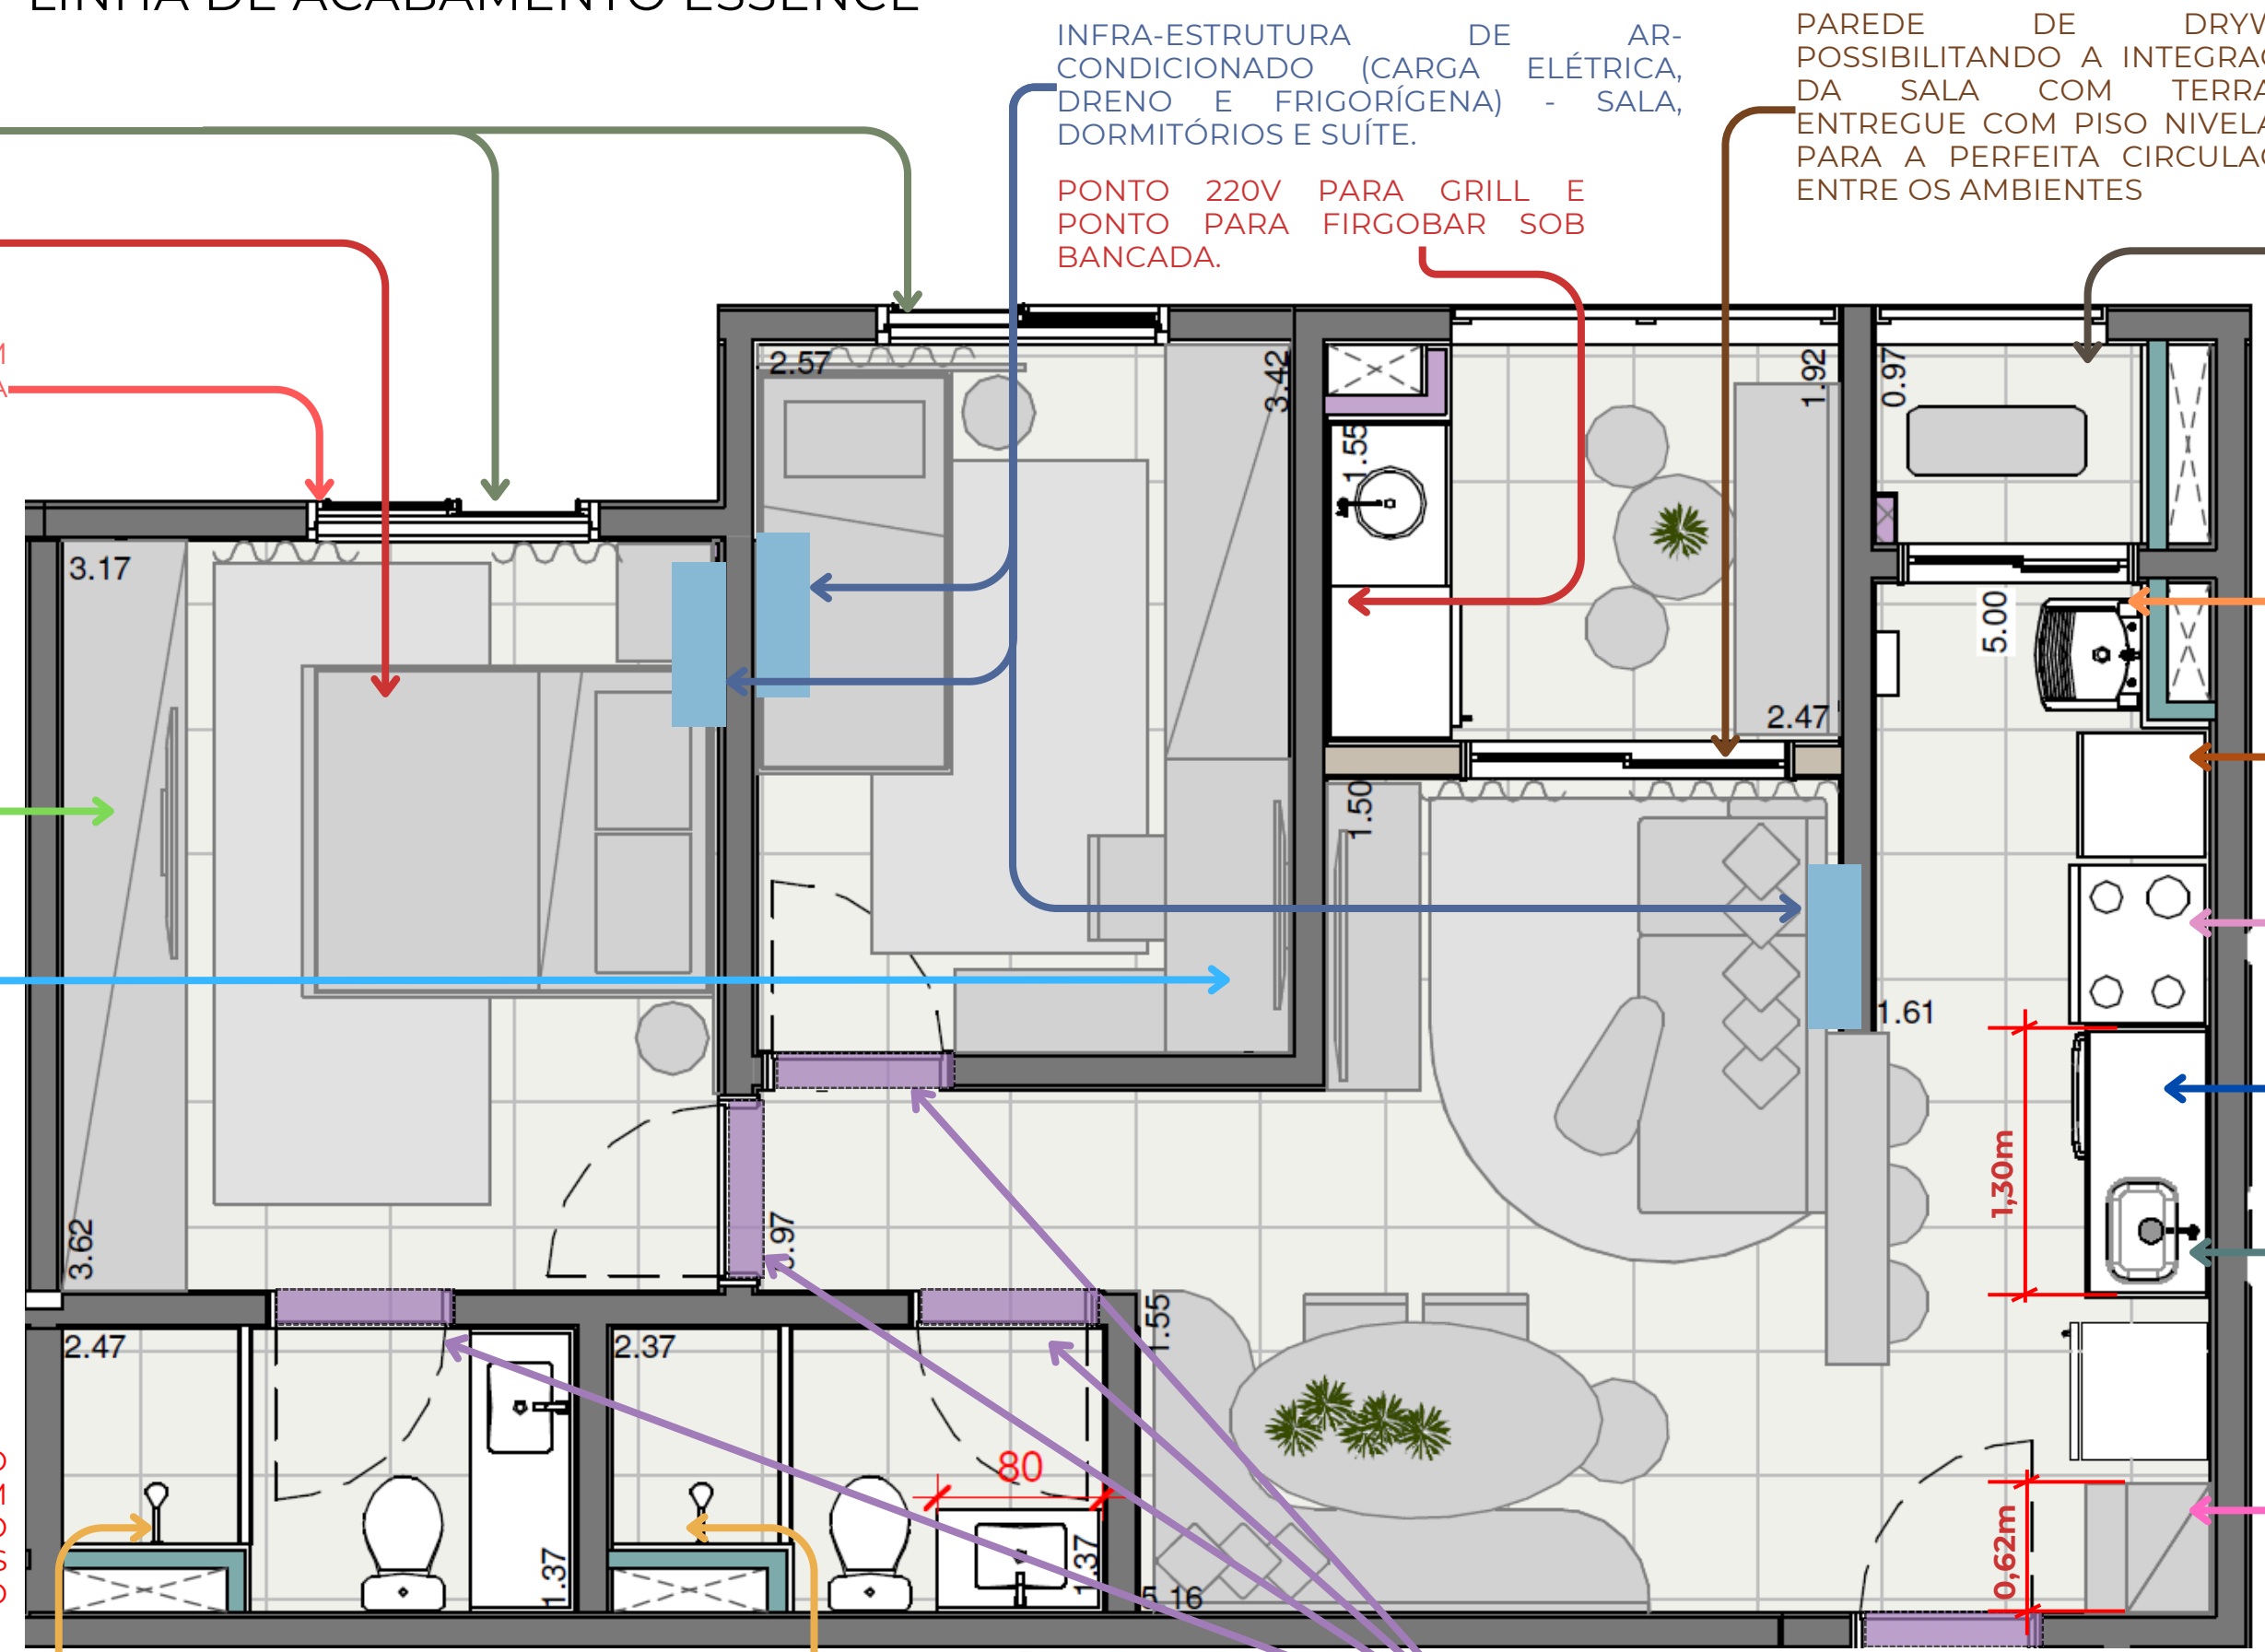 LINHA DE ACABAMENTO ESSENCE
INFRA-ESTRUTURA DE AR-
CONDICIONADO (CARGA ELÉTRICA,
DRENO E FRIGORÍGENA) - SALA,
DORMITÓRIOS E SUÍTE.
PONTO 220V PARA GRILL E
PONTO PARA FIRGOBAR SOB
BANCADA.
PAREDE DE DRYW
POSSIBILITANDO A INTEGRAÇ
DA SALA COM TERRA
ENTREGUE COM PISO NIVELA
PARA A PERFEITA CIRCULAÇ
ENTRE OS AMBIENTES
M
A
2.57
3.42
1.92
0.97
1.55
3.17
5.00
2.47
1.50
1.61
1,30m
3.62
.97
2.47
2.37
1.55
80
1.37
1.37
5.16
0,62m
O
M
O
S
O